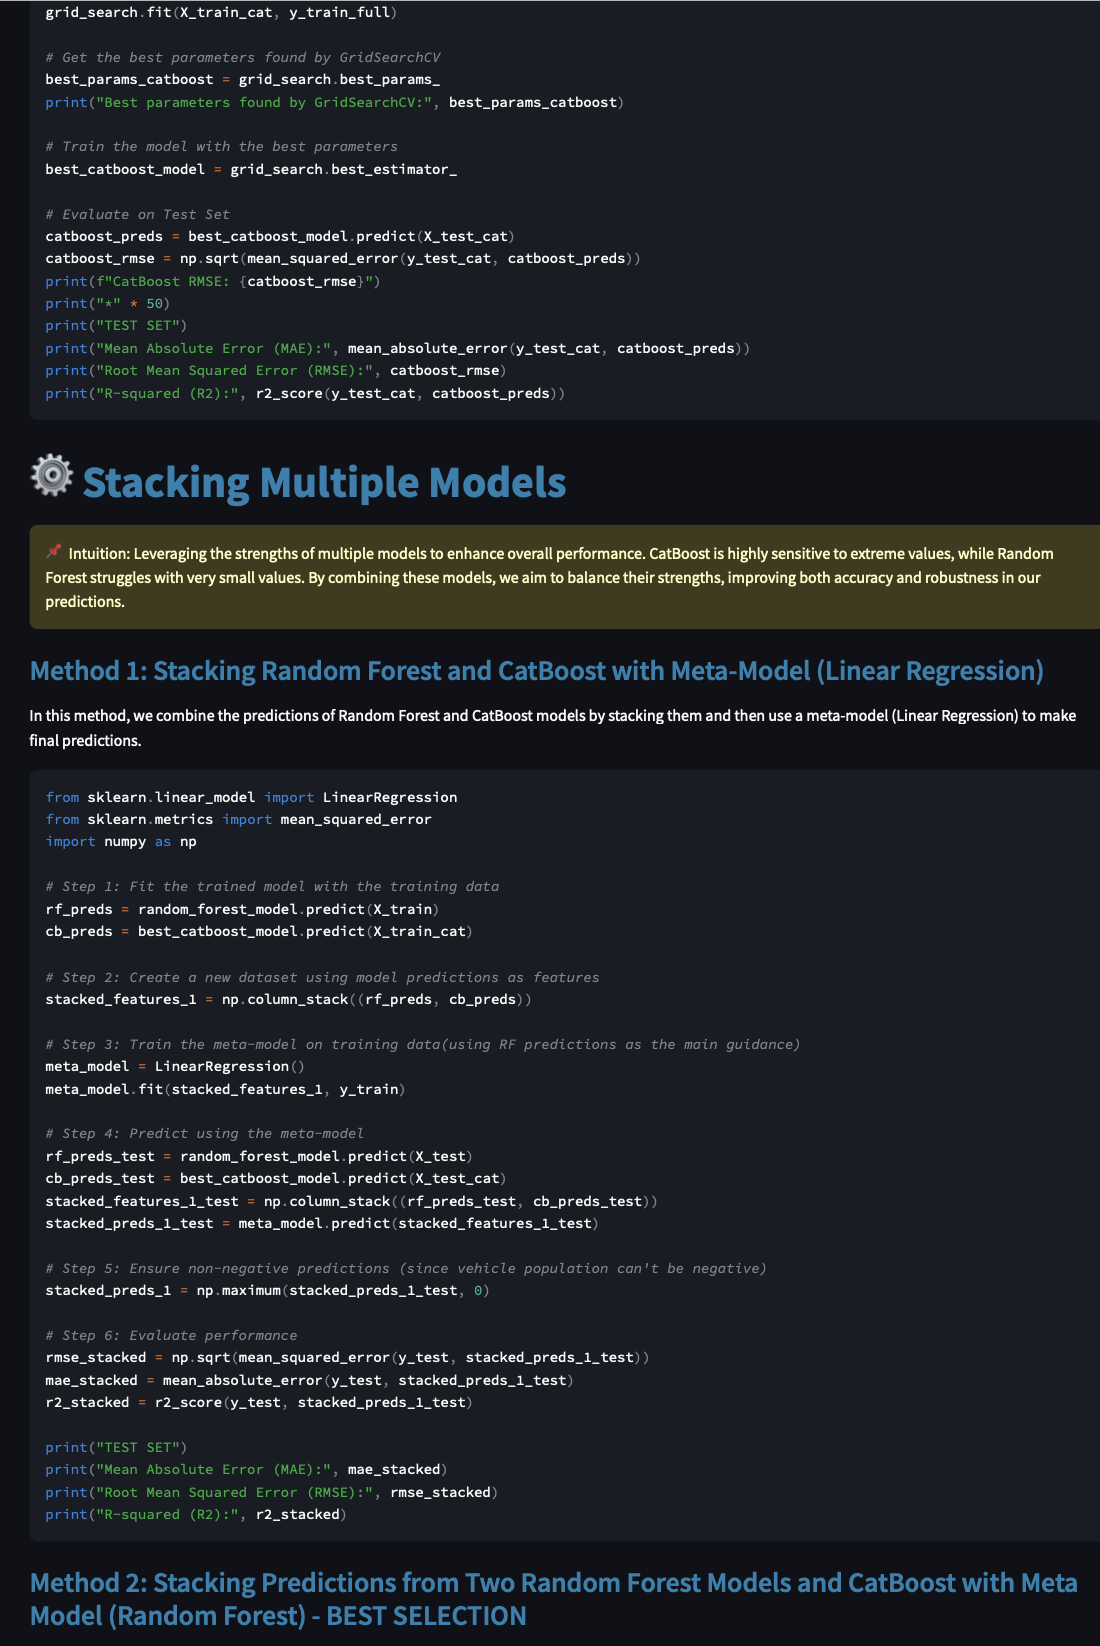 grid_search.fit(X_train_cat, y_train_full)
# Get the best parameters found by GridSearchCV
best_params_catboost = grid_search.best_params_
print("Best parameters found by GridSearchCV:", best_params_catboost)
# Train the model with the best parameters
best_catboost_model = grid_search.best_estimator_
# Evaluate on Test Set
catboost_preds = best_catboost_model.predict(X_test_cat)
catboost_rmse = np.sqrt(mean_squared_error(y_test_cat, catboost_preds))
print(f"CatBoost RMSE: {catboost_rmse}")
print("*" * 50)
print("TEST SET")
print("Mean Absolute Error (MAE):", mean_absolute_error(y_test_cat, catboost_preds))
print("Root Mean Squared Error (RMSE):", catboost_rmse)
print("R-squared (R2):", r2_score(y_test_cat, catboost_preds))
Stacking Multiple Models
Intuition: Leveraging the strengths of multiple models to enhance overall performance. CatBoost is highly sensitive to extreme values, while Random
Forest struggles with very small values. By combining these models, we aim to balance their strengths, improving both accuracy and robustness in our
predictions.
Method 1: Stacking Random Forest and CatBoost with Meta-Model (Linear Regression)
In this method, we combine the predictions of Random Forest and CatBoost models by stacking them and then use a meta-model (Linear Regression) to make
final predictions.
from sklearn.linear_model import LinearRegression
from sklearn.metrics import mean_squared_error
import numpy as np
# Step 1: Fit the trained model with the training data
rf_preds = random_forest_model.predict(X_train)
cb_preds = best_catboost_model.predict(X_train_cat)
# Step 2: Create a new dataset using model predictions as features
stacked_features_1 = np.column_stack((rf_preds, cb_preds))
# Step 3: Train the meta-model on training data(using RF predictions as the main guidance)
meta_model = LinearRegression()
meta_model.fit(stacked_features_1, y_train)
# Step 4: Predict using the meta-model
rf_preds_test = random_forest_model.predict(X_test)
cb_preds_test = best_catboost_model.predict(X_test_cat)
stacked_features_1_test = np.column_stack((rf_preds_test, cb_preds_test))
stacked_preds_1_test = meta_model.predict(stacked_features_1_test)
# Step 5: Ensure non-negative predictions (since vehicle population can't be negative)
stacked_preds_1 = np.maximum(stacked_preds_1_test, 0)
# Step 6: Evaluate performance
rmse_stacked = np.sqrt(mean_squared_error(y_test, stacked_preds_1_test))
mae_stacked = mean_absolute_error(y_test, stacked_preds_1_test)
r2_stacked = r2_score(y_test, stacked_preds_1_test)
print("TEST SET")
print("Mean Absolute Error (MAE):", mae_stacked)
print("Root Mean Squared Error (RMSE):", rmse_stacked)
print("R-squared (R2):", r2_stacked)
Method 2: Stacking Predictions from Two Random Forest Models and CatBoost with Meta
Model (Random Forest) - BEST SELECTION